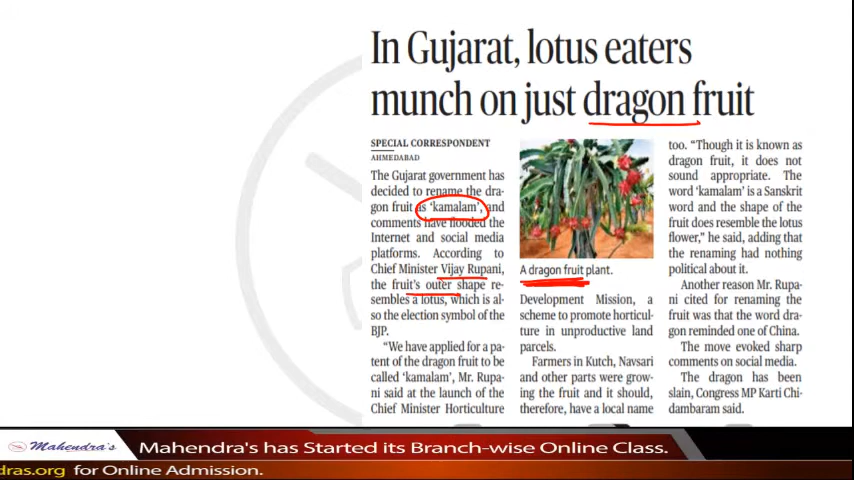 In Gujarat, lotus eaters
munch on just dragon fruit
SPECIAL CORRESPONDENT
AHMEDABAD
The Gujarat government has
decided to rename the dra-
gon fruit as ‘kamalam’, and
comments have flooded the
Internet and social media
platforms. According to
Chief Minister Vijay Rupani,
the fruit's outer shape re-
sembles a lotus, which is al-
so the election symbol of the
BJP.
“We have applied for a pa-
tent of the dragon fruit to be
called ‘kamalam’, Mr. Rupa-
ni said at the launch of the
Chief Minister Horticulture
A dragon fruit plant.
Development Mission, a
scheme to promote horticul-
ture in unproductive land
parcels.
Farmers in Kutch, Navsari
and other parts were grow-
ing the fruit and it should,
therefore, have a local name
too. “Though it is known as
dragon fruit, it does not
sound appropriate. The
word ‘kamalam’ is a Sanskrit
word and the shape of the
fruit does resemble the lotus
flower,” he said, adding that
the renaming had nothing
political about it.
Another reason Mr. Rupa-
ni cited for renaming the
fruit was that the word dra-
gon reminded one of China.
The move evoked sharp
comments on social media.
The dragon has been
slain, Congress MP Karti Chi-
dambaram said.
Mahendra's
Mahendra's has Started its Branch-wise Online Class.
dras.org for Online Admission.